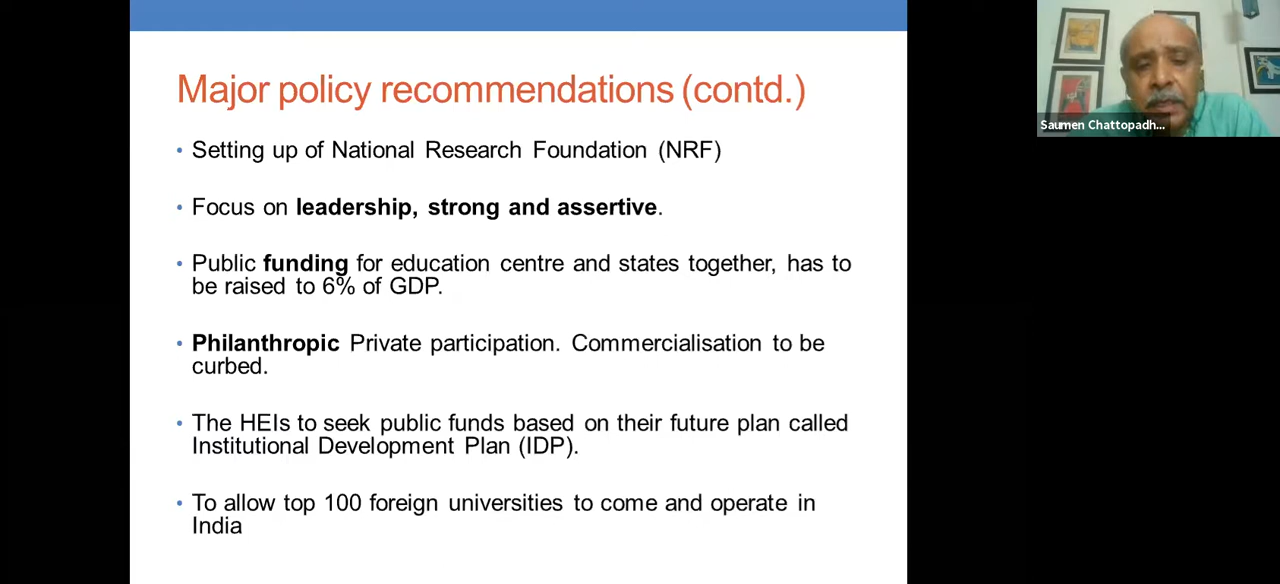 Major policy recommendations (contd.)
• Setting up of National Research Foundation (NRF)
• Focus on leadership, strong and assertive.
• Public funding for education centre and states together, has to
be raised to 6% of GDP.
• Philanthropic Private participation. Commercialisation to be
curbed.
• The HEIs to seek public funds based on their future plan called
Institutional Development Plan (IDP).
• To allow top 100 foreign universities to come and operate in
India
Saumen Chattopadh...